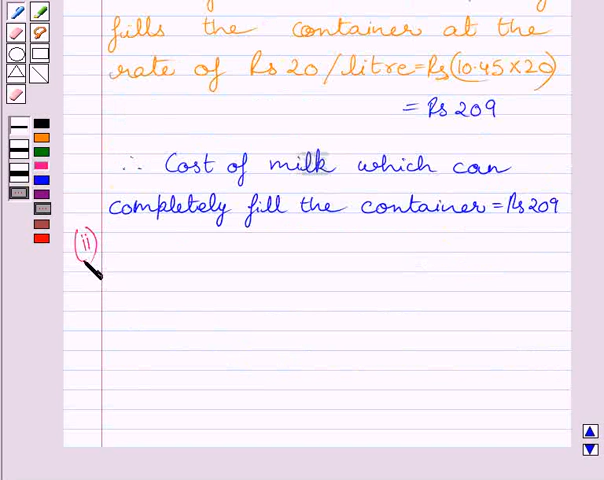 fills the container at the
rate of Rs 20/litre=Rs(10.45×20)
= Rs 209
∴ Cost of milk which can
completely fill the container = Rs 209
(ii)